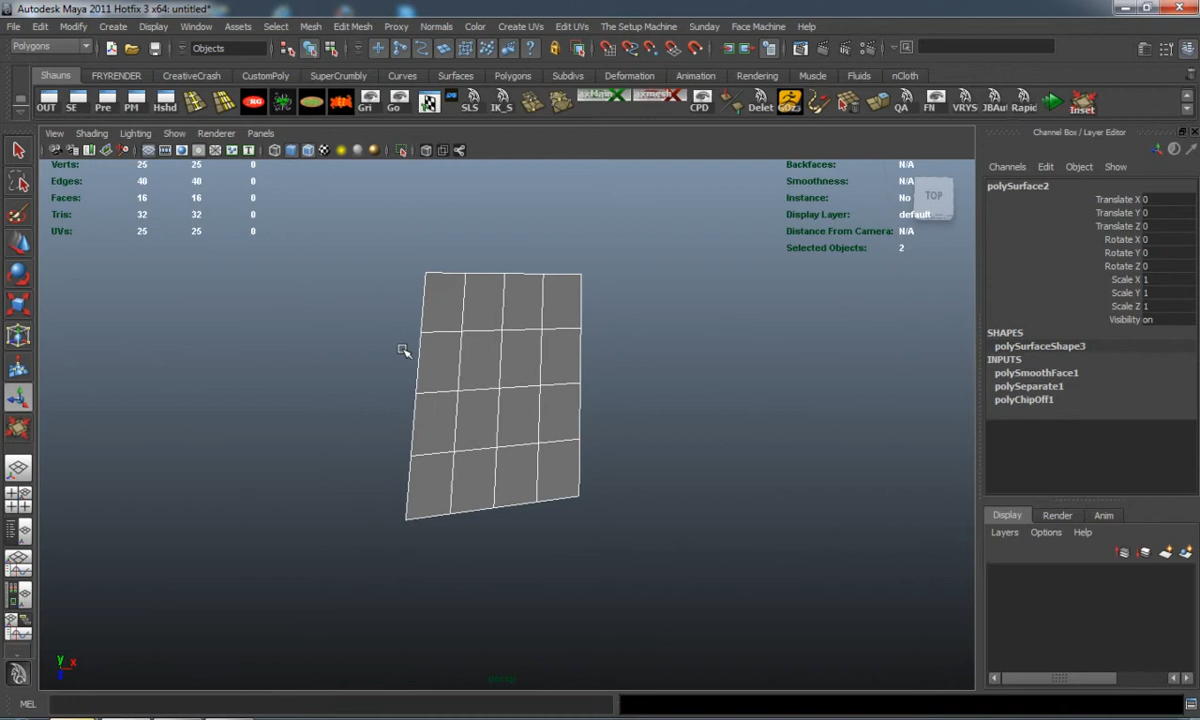 Autodesk Maya 2011 Hotfix 3 x64: untitled*
File Edit Modify Create Display Window Assets Select Mesh Edit Mesh Proxy Normals Color Create UVs Edit UVs The Setup Machine Sunday Face Machine Help
Polygons Objects
Shauns FRYRENDER CreativeCrash CustomPoly SuperCrumbly Curves Surfaces Polygons Subdivs Deformation Animation Rendering Muscle Fluids nCloth
OUT SE Pre PM Hshd Gri Go SLS IK_S CPD Delet GOz3 QA FN VRYS JBAu Rapid Inset
View Shading Lighting Show Renderer Panels
Verts: 25 25 0
Edges: 40 40 0
Faces: 16 16 0
Tris: 32 32 0
UVs: 25 25 0
Backfaces: N/A
Smoothness: N/A
Instance: No
Display Layer: default
Distance From Camera: N/A
Selected Objects: 2
TOP
y x
persp
Channel Box / Layer Editor
Channels Edit Object Show
polySurface2
Translate X 0
Translate Y 0
Translate Z 0
Rotate X 0
Rotate Y 0
Rotate Z 0
Scale X 1
Scale Y 1
Scale Z 1
Visibility on
SHAPES
polySurfaceShape3
INPUTS
polySmoothFace1
polySeparate1
polyChipOff1
Display Render Anim
Layers Options Help
MEL